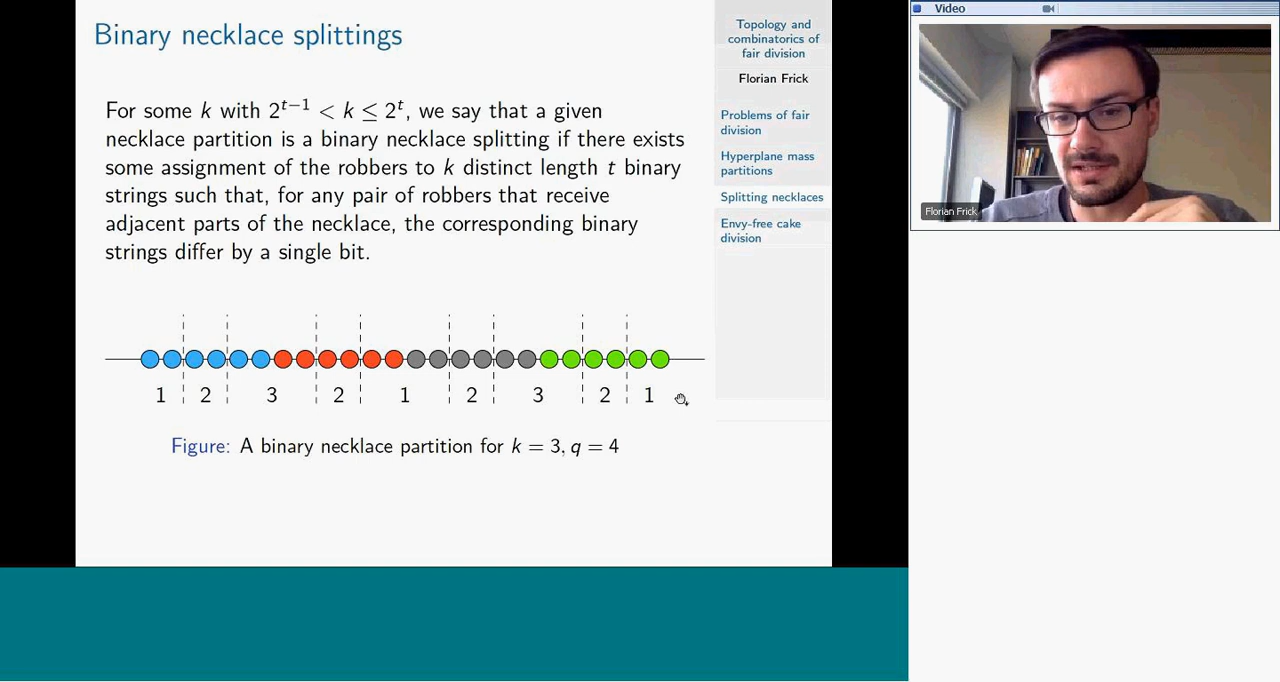 Binary necklace splittings
For some k with 2^{t−1} < k ≤ 2^t, we say that a given
necklace partition is a binary necklace splitting if there exists
some assignment of the robbers to k distinct length t binary
strings such that, for any pair of robbers that receive
adjacent parts of the necklace, the corresponding binary
strings differ by a single bit.
1 2 3 2 1 2 3 2 1
Figure: A binary necklace partition for k = 3, q = 4
Topology and
combinatorics of
fair division
Florian Frick
Problems of fair
division
Hyperplane mass
partitions
Splitting necklaces
Envy-free cake
division
Video
Florian Frick